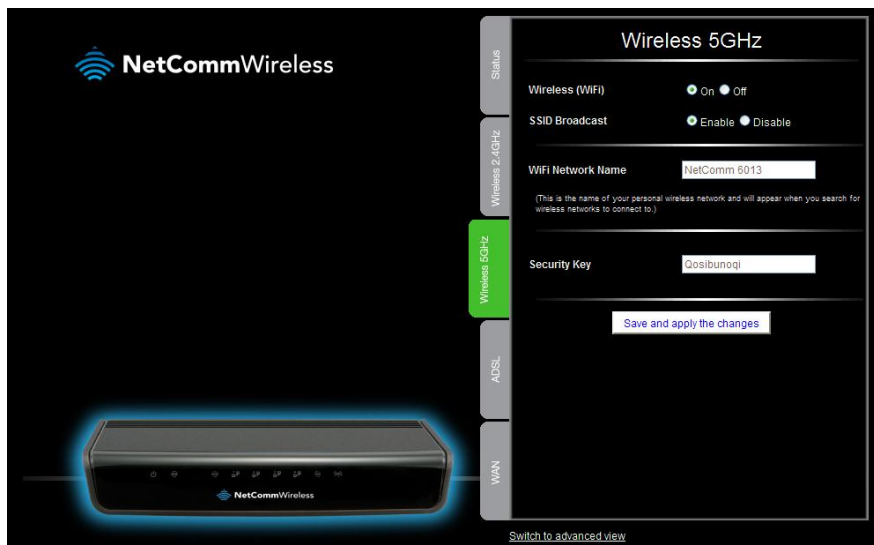 NetCommWireless
Status
Wireless 2.4GHz
Wireless 5GHz
ADSL
WAN
Wireless 5GHz
Wireless (WiFi) On Off
SSID Broadcast Enable Disable
WiFi Network Name NetComm 6013
(This is the name of your personal wireless network and will appear when you search for
wireless networks to connect to.)
Security Key Qosibunoqi
Save and apply the changes
NetCommWireless
Switch to advanced view